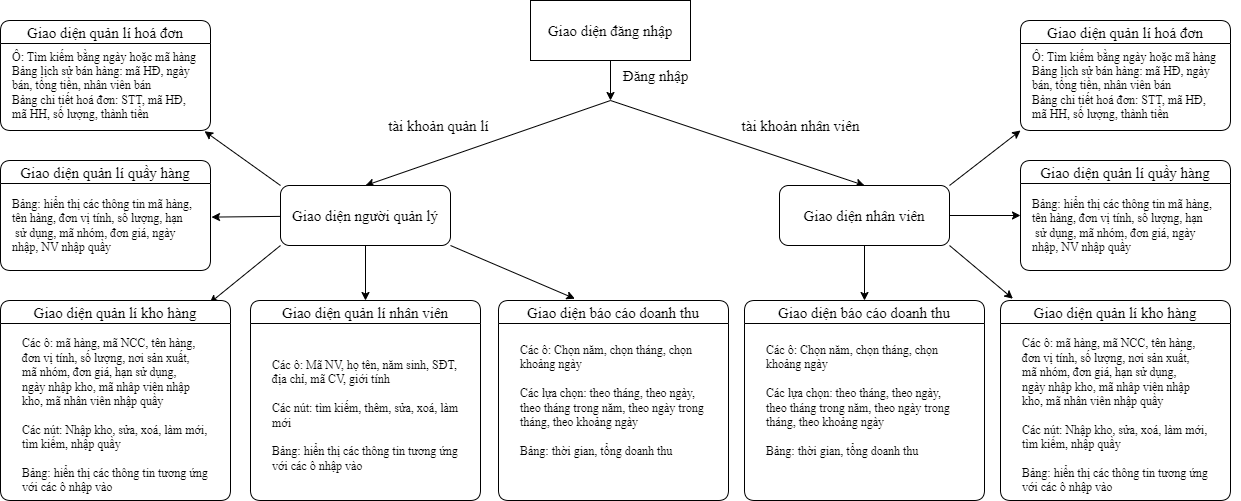 Giao diện đăng nhập
Đăng nhập
tài khoản quản lí
tài khoản nhân viên
Giao diện quản lí hoá đơn
Ô: Tìm kiếm bằng ngày hoặc mã hàng
Bảng lịch sử bán hàng: mã HĐ, ngày
bán, tổng tiền, nhân viên bán
Bảng chi tiết hoá đơn: STT, mã HĐ,
mã HH, số lượng, thành tiền
Giao diện quản lí hoá đơn
Ô: Tìm kiếm bằng ngày hoặc mã hàng
Bảng lịch sử bán hàng: mã HĐ, ngày
bán, tổng tiền, nhân viên bán
Bảng chi tiết hoá đơn: STT, mã HĐ,
mã HH, số lượng, thành tiền
Giao diện quản lí quầy hàng
Bảng: hiển thị các thông tin mã hàng,
tên hàng, đơn vị tính, số lượng, hạn
sử dụng, mã nhóm, đơn giá, ngày
nhập, NV nhập quầy
Giao diện người quản lý
Giao diện nhân viên
Giao diện quản lí quầy hàng
Bảng: hiển thị các thông tin mã hàng,
tên hàng, đơn vị tính, số lượng, hạn
sử dụng, mã nhóm, đơn giá, ngày
nhập, NV nhập quầy
Giao diện quản lí kho hàng
Các ô: mã hàng, mã NCC, tên hàng,
đơn vị tính, số lượng, nơi sản xuất,
mã nhóm, đơn giá, hạn sử dụng,
ngày nhập kho, mã nhập viện nhập
kho, mã nhân viên nhập quầy
Các nút: Nhập kho, sửa, xoá, làm mới,
tìm kiếm, nhập quầy
Bảng: hiển thị các thông tin tương ứng
với các ô nhập vào
Giao diện quản lí nhân viên
Các ô: Mã NV, họ tên, năm sinh, SĐT,
địa chỉ, mã CV, giới tính
Các nút: tìm kiếm, thêm, sửa, xoá, làm
mới
Bảng: hiển thị các thông tin tương ứng
với các ô nhập vào
Giao diện báo cáo doanh thu
Các ô: Chọn năm, chọn tháng, chọn
khoảng ngày
Các lựa chọn: theo tháng, theo ngày,
theo tháng trong năm, theo ngày trong
tháng, theo khoảng ngày
Bảng: thời gian, tổng doanh thu
Giao diện báo cáo doanh thu
Các ô: Chọn năm, chọn tháng, chọn
khoảng ngày
Các lựa chọn: theo tháng, theo ngày,
theo tháng trong năm, theo ngày trong
tháng, theo khoảng ngày
Bảng: thời gian, tổng doanh thu
Giao diện quản lí kho hàng
Các ô: mã hàng, mã NCC, tên hàng,
đơn vị tính, số lượng, nơi sản xuất,
mã nhóm, đơn giá, hạn sử dụng,
ngày nhập kho, mã nhập viện nhập
kho, mã nhân viên nhập quầy
Các nút: Nhập kho, sửa, xoá, làm mới,
tìm kiếm, nhập quầy
Bảng: hiển thị các thông tin tương ứng
với các ô nhập vào